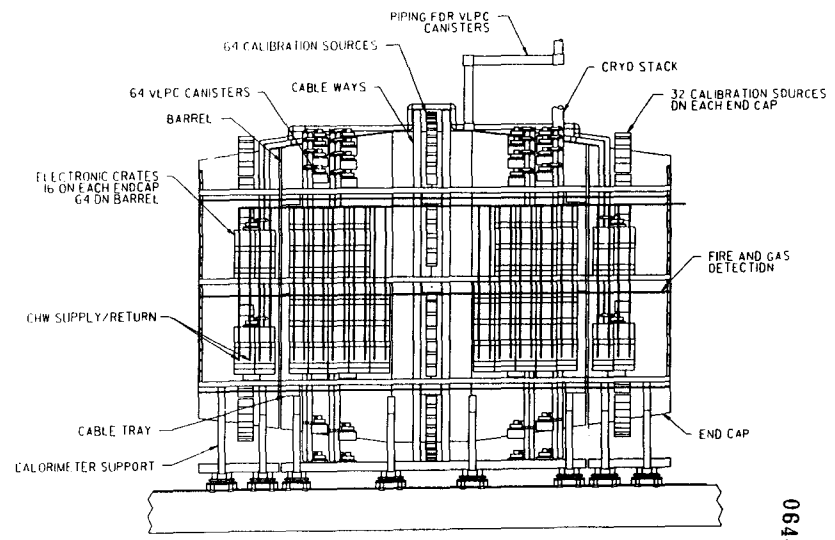 PIPING FOR VLPC
CANISTERS
64 CALIBRATION SOURCES
CRYO STACK
CABLE WAYS
64 VLPC CANISTERS
32 CALIBRATION SOURCES
ON EACH END CAP
BARREL
ELECTRONIC CRATES
16 ON EACH ENDCAP
64 ON BARREL
FIRE AND GAS
DETECTION
CHW SUPPLY/RETURN
CABLE TRAY
END CAP
CALORIMETER SUPPORT